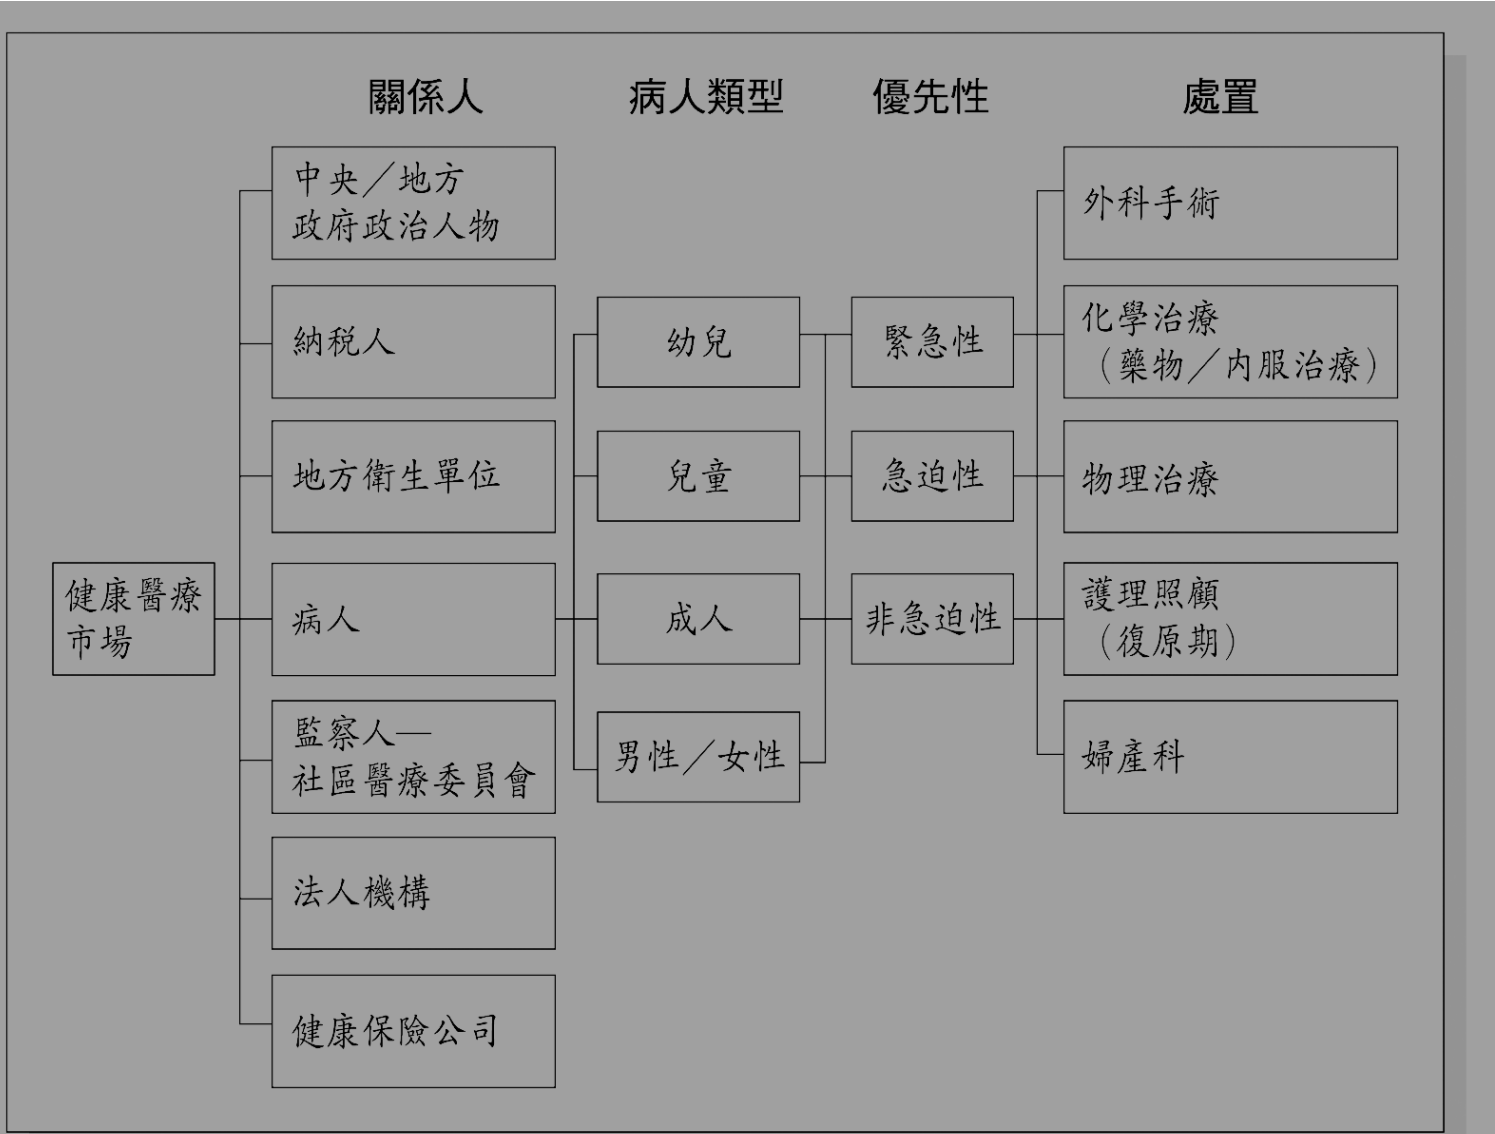 關係人
病人類型
優先性
處置
健康醫療
市場
中央／地方
政府政治人物
納稅人
地方衛生單位
病人
監察人—
社區醫療委員會
法人機構
健康保險公司
幼兒
兒童
成人
男性／女性
緊急性
急迫性
非急迫性
外科手術
化學治療
（藥物／內服治療）
物理治療
護理照顧
（復原期）
婦產科